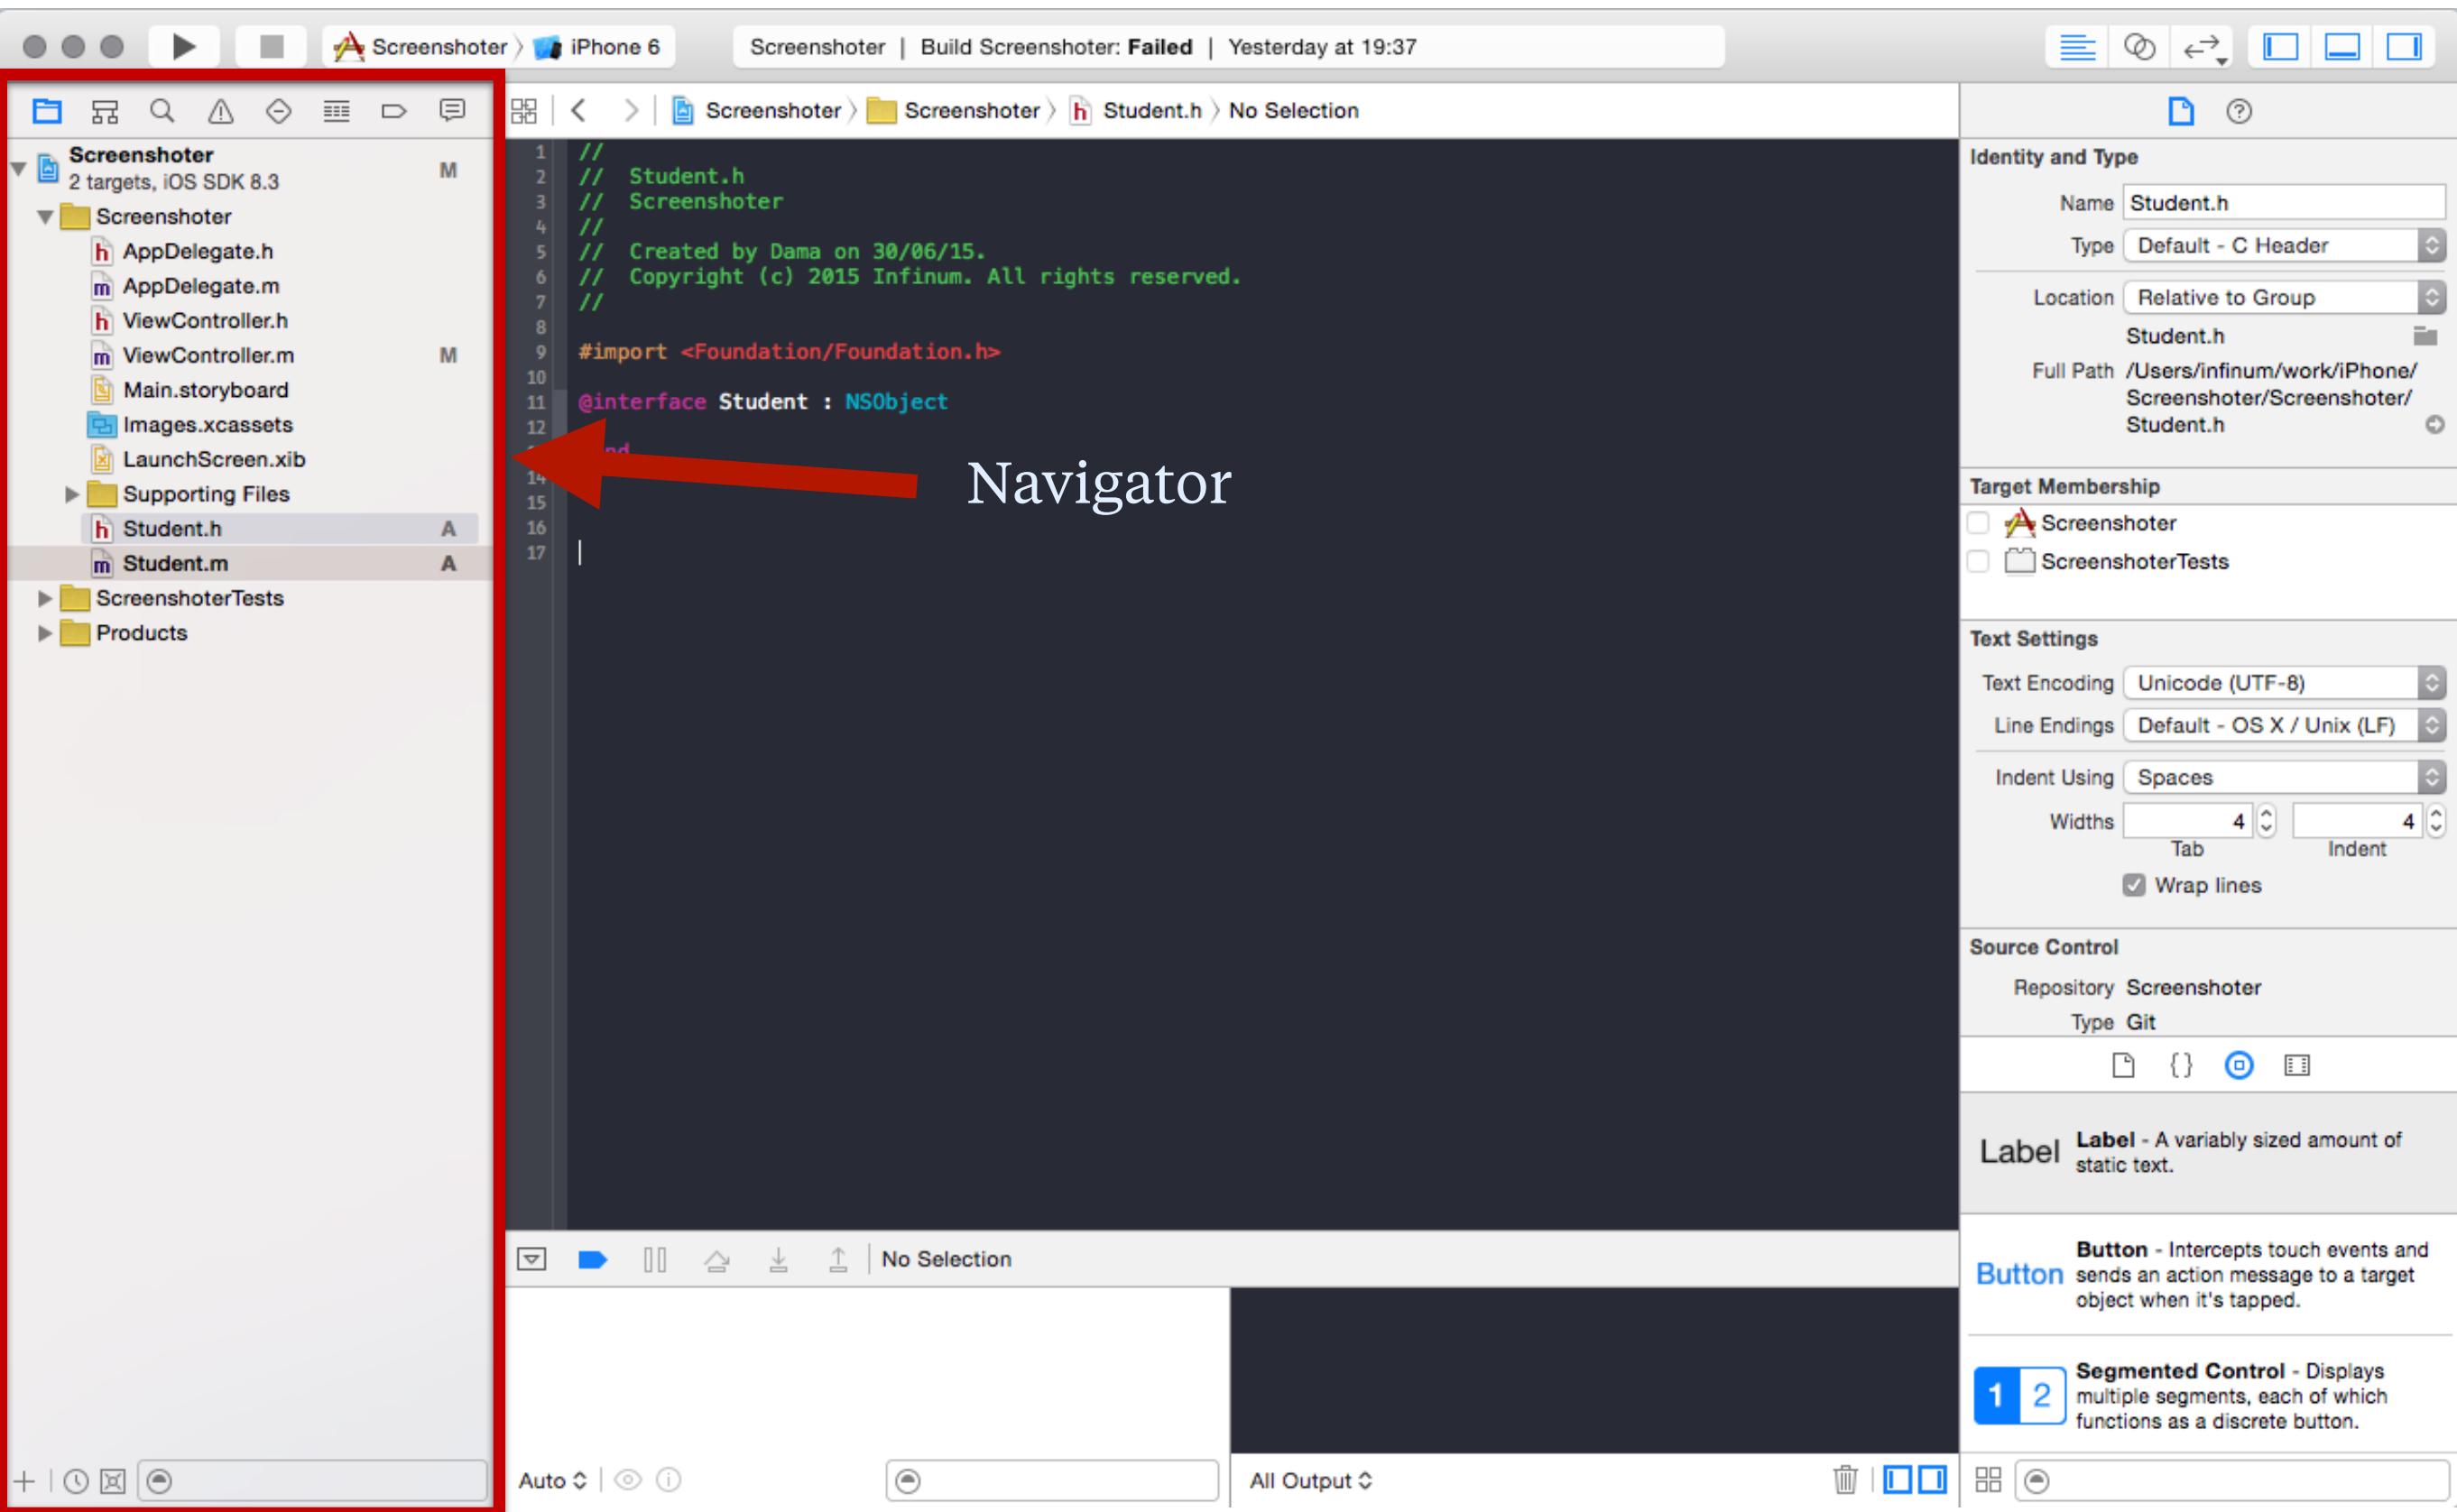 Screenshoter
iPhone 6
Screenshoter | Build Screenshoter: Failed | Yesterday at 19:37
Screenshoter
2 targets, iOS SDK 8.3
M
Screenshoter
h AppDelegate.h
m AppDelegate.m
h ViewController.h
m ViewController.m M
Main.storyboard
Images.xcassets
LaunchScreen.xib
Supporting Files
h Student.h A
m Student.m A
ScreenshoterTests
Products
Screenshoter
Screenshoter
h Student.h
No Selection
1 //
2 // Student.h
3 // Screenshoter
4 //
5 // Created by Dama on 30/06/15.
6 // Copyright (c) 2015 Infinum. All rights reserved.
7 //
8
9 #import <Foundation/Foundation.h>
10
11 @interface Student : NSObject
12
nd
14
15
16
17
Navigator
No Selection
Auto
All Output
Identity and Type
Name Student.h
Type Default - C Header
Location Relative to Group
Student.h
Full Path /Users/infinum/work/iPhone/
Screenshoter/Screenshoter/
Student.h
Target Membership
Screenshoter
ScreenshoterTests
Text Settings
Text Encoding Unicode (UTF-8)
Line Endings Default - OS X / Unix (LF)
Indent Using Spaces
Widths 4 4
Tab Indent
Wrap lines
Source Control
Repository Screenshoter
Type Git
{}
Label
Label - A variably sized amount of
static text.
Button
Button - Intercepts touch events and
sends an action message to a target
object when it's tapped.
1 2
Segmented Control - Displays
multiple segments, each of which
functions as a discrete button.